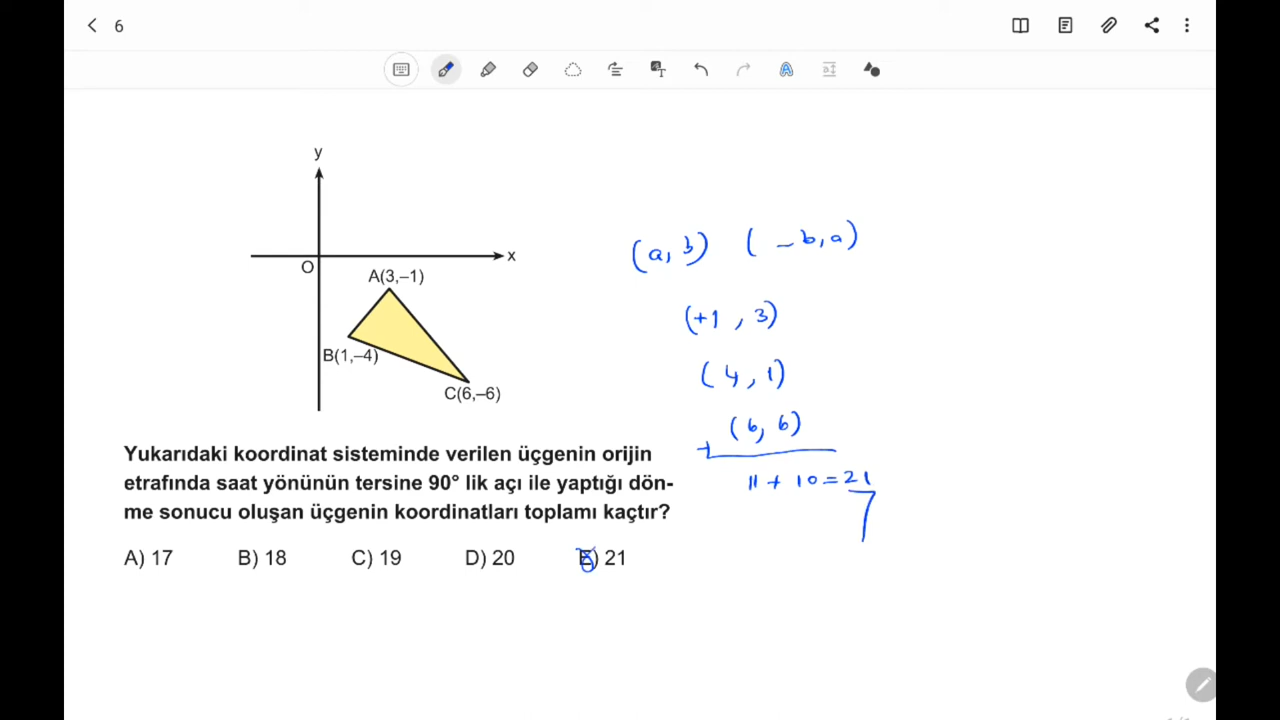 6
y
x
O
A(3,–1)
B(1,–4)
C(6,–6)
(a, b) (–b, a)
(+1, 3)
(4, 1)
(6, 6)
+
11 + 10 = 21
Yukarıdaki koordinat sisteminde verilen üçgenin orijin
etrafında saat yönünün tersine 90° lik açı ile yaptığı dön-
me sonucu oluşan üçgenin koordinatları toplamı kaçtır?
A) 17 B) 18 C) 19 D) 20 E) 21